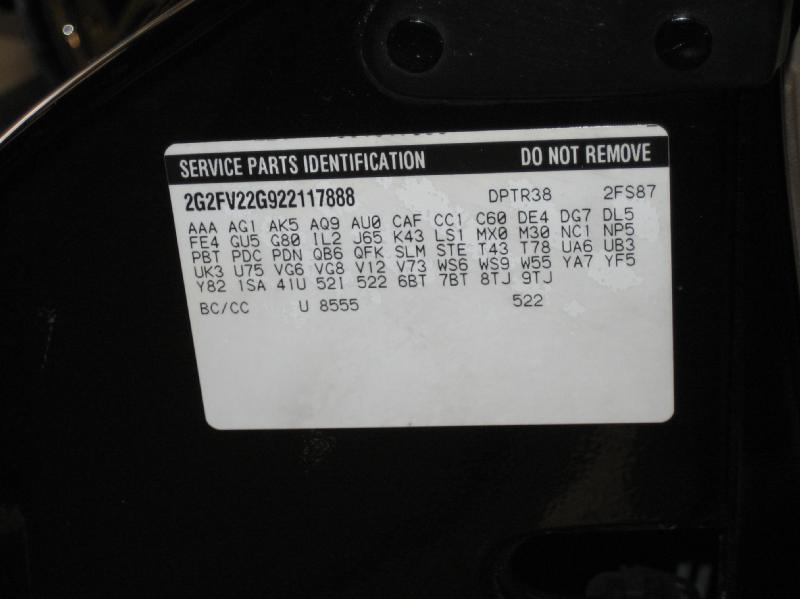 SERVICE PARTS IDENTIFICATION DO NOT REMOVE
2G2FV22G922117888 DPTR38 2FS87
AAA AG1 AK5 AQ9 AU0 CAF CC1 C60 DE4 DG7 DL5
FE4 GU5 G80 IL2 J65 K43 LS1 MX0 M30 NC1 NP5
PBT PDC PDN QB6 QFK SLM STE T43 T78 UA6 UB3
UK3 U75 VG6 VG8 V12 V73 WS6 WS9 W55 YA7 YF5
Y82 1SA 41U 52I 522 6BT 7BT 8TJ 9TJ
BC/CC U 8555 522